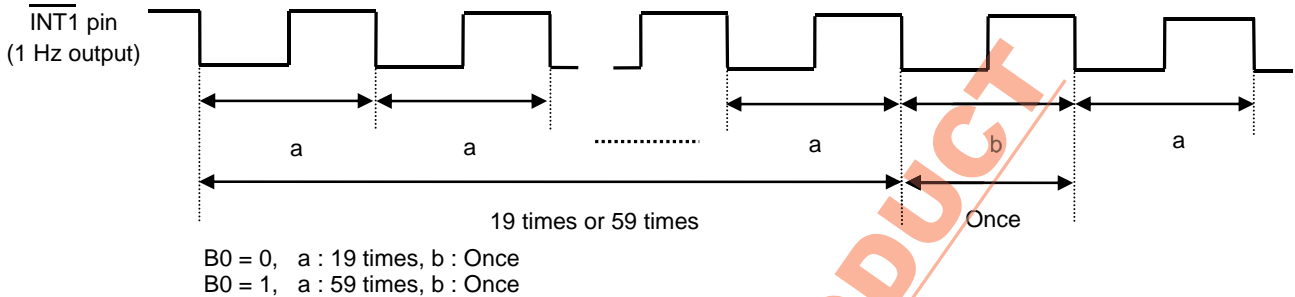 INT1 pin
(1 Hz output)
a a a b a
19 times or 59 times Once
B0 = 0, a : 19 times, b : Once
B0 = 1, a : 59 times, b : Once
PRODUCT